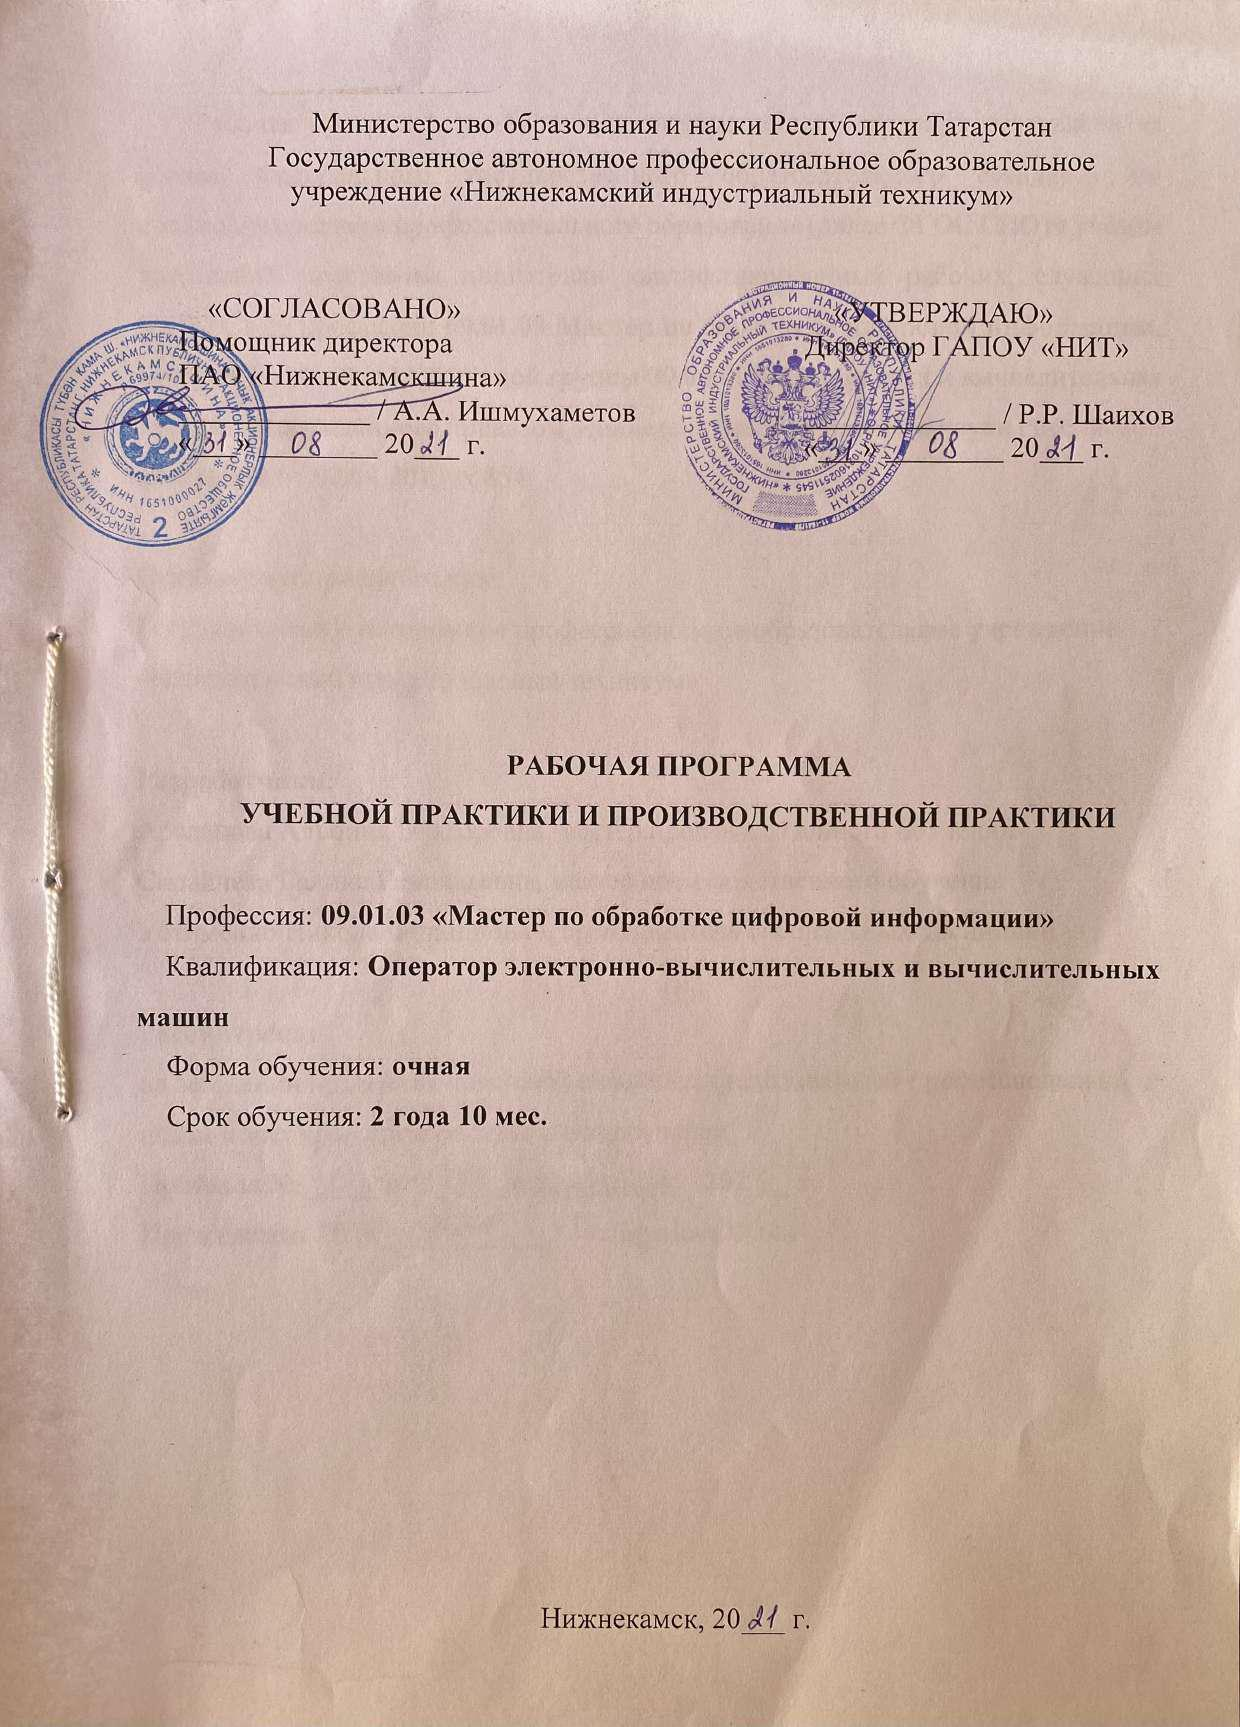 Министерство образования и науки Республики Татарстан
Государственное автономное профессиональное образовательное
учреждение «Нижнекамский индустриальный техникум»
«СОГЛАСОВАНО»
Помощник директора
ПАО «Нижнекамскшина»
/ А.А. Ишмухаметов
«31» 08 2021 г.
«УТВЕРЖДАЮ»
Директор ГАПОУ «НИТ»
/ Р.Р. Шаихов
«31» 08 2021 г.
ИНН 1651000027
2
РАБОЧАЯ ПРОГРАММА
УЧЕБНОЙ ПРАКТИКИ И ПРОИЗВОДСТВЕННОЙ ПРАКТИКИ
Профессия: 09.01.03 «Мастер по обработке цифровой информации»
Квалификация: Оператор электронно-вычислительных и вычислительных
машин
Форма обучения: очная
Срок обучения: 2 года 10 мес.
Нижнекамск, 2021 г.